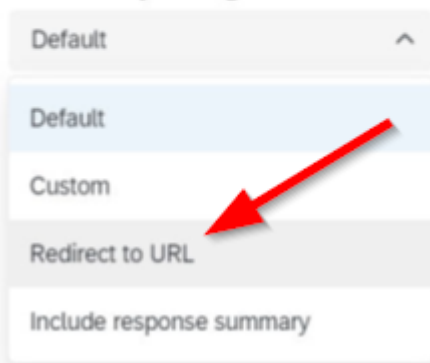 Default
Default
Custom
Redirect to URL
Include response summary